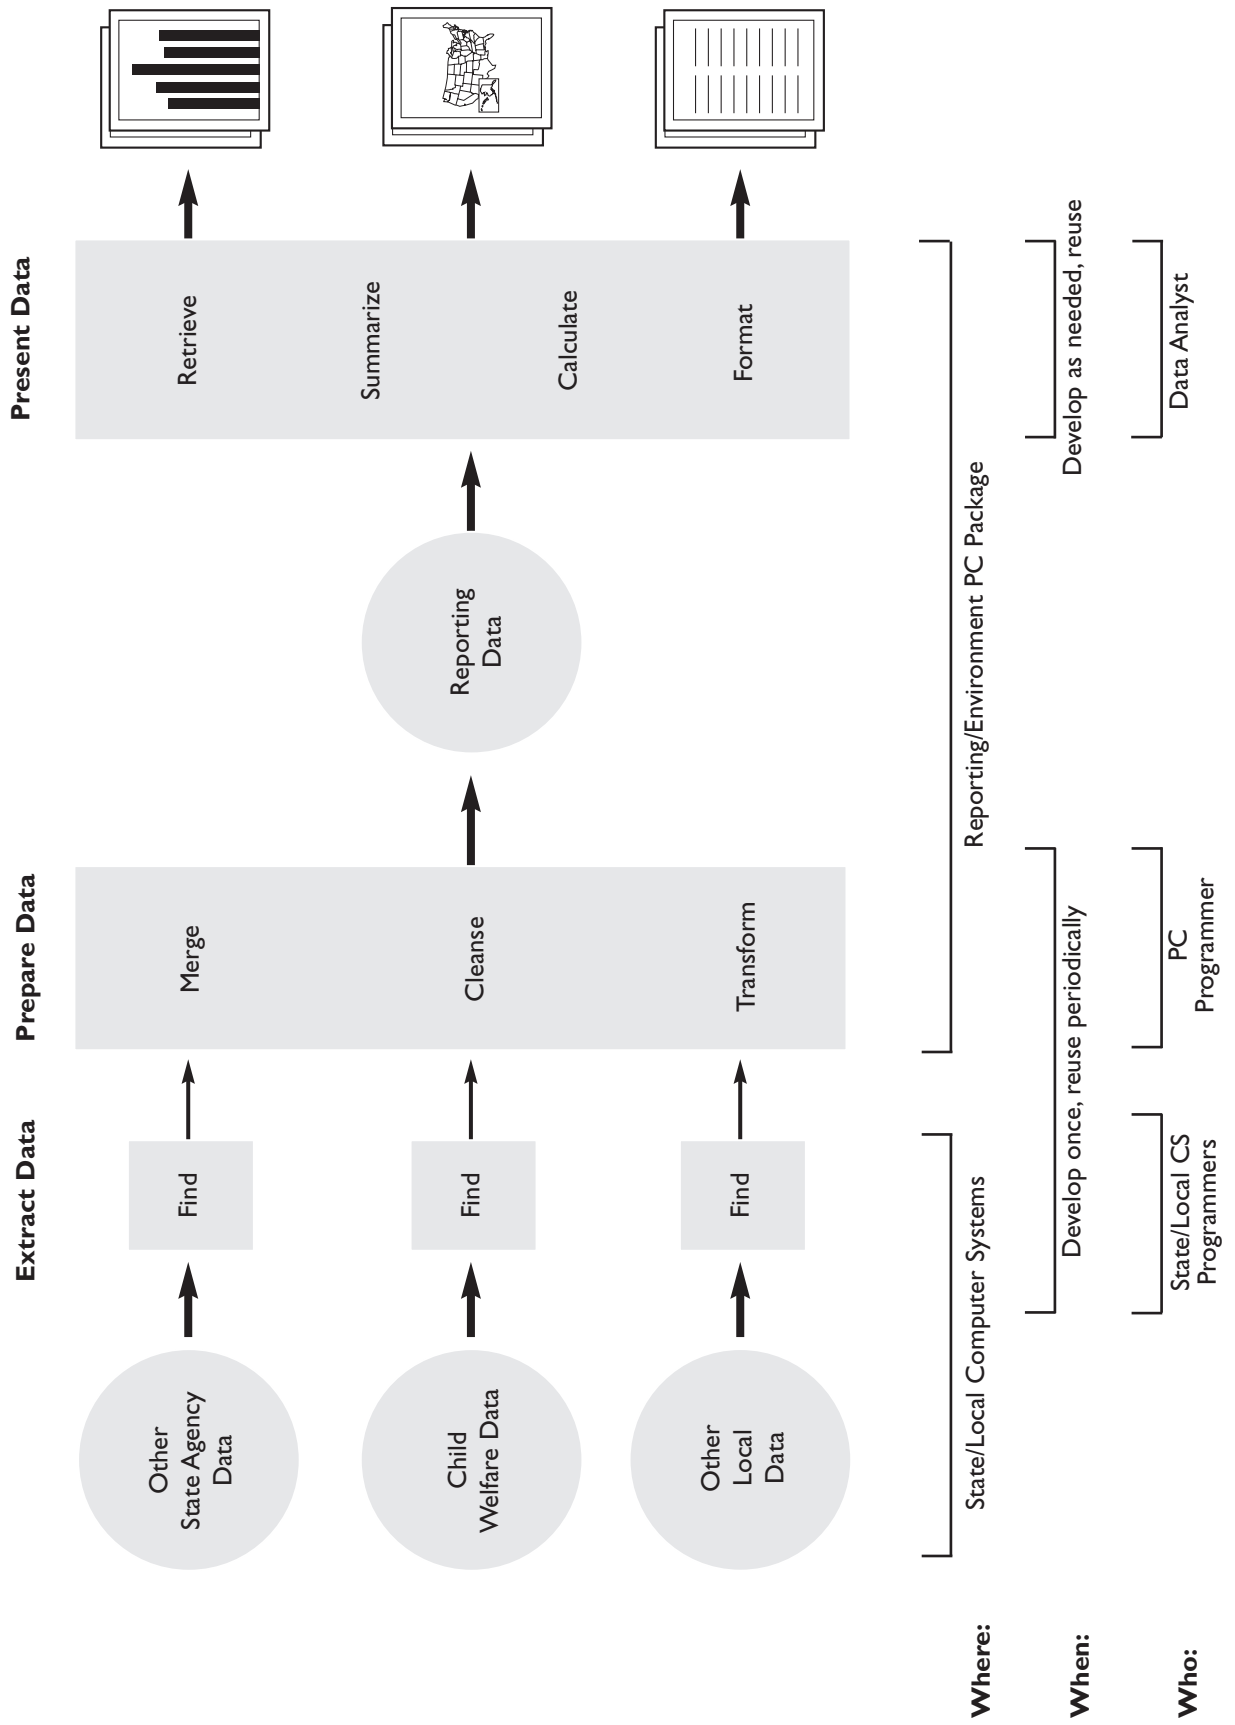 Extract Data
Prepare Data
Present Data
Other
State Agency
Data
Find
Merge
Retrieve
Child
Welfare Data
Find
Cleanse
Reporting
Data
Summarize
Calculate
Other
Local
Data
Find
Transform
Format
Where:
State/Local Computer Systems
Reporting/Environment PC Package
When:
Develop once, reuse periodically
Develop as needed, reuse
Who:
State/Local CS
Programmers
PC
Programmer
Data Analyst